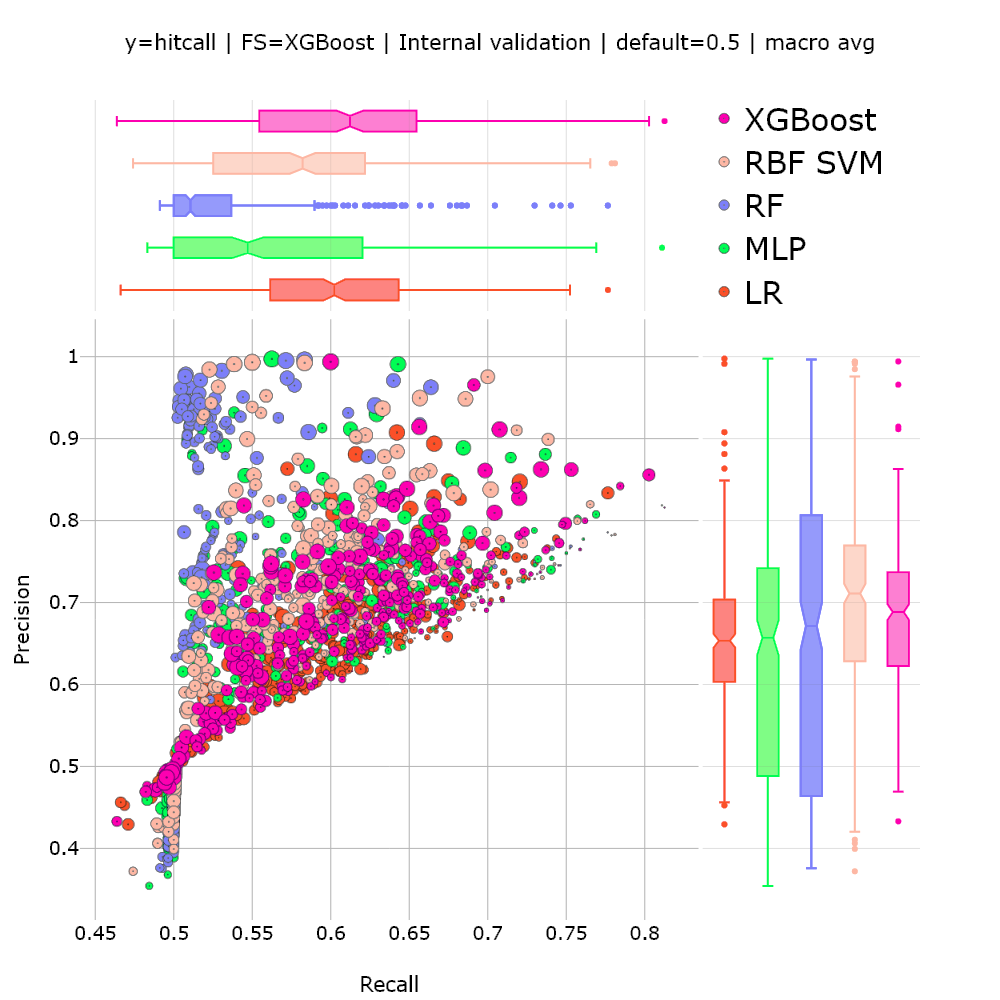 y=hitcall | FS=XGBoost | Internal validation | default=0.5 | macro avg
XGBoost
RBF SVM
RF
MLP
LR
1
0.9
0.8
0.7
0.6
0.5
0.4
Precision
0.45 0.5 0.55 0.6 0.65 0.7 0.75 0.8
Recall